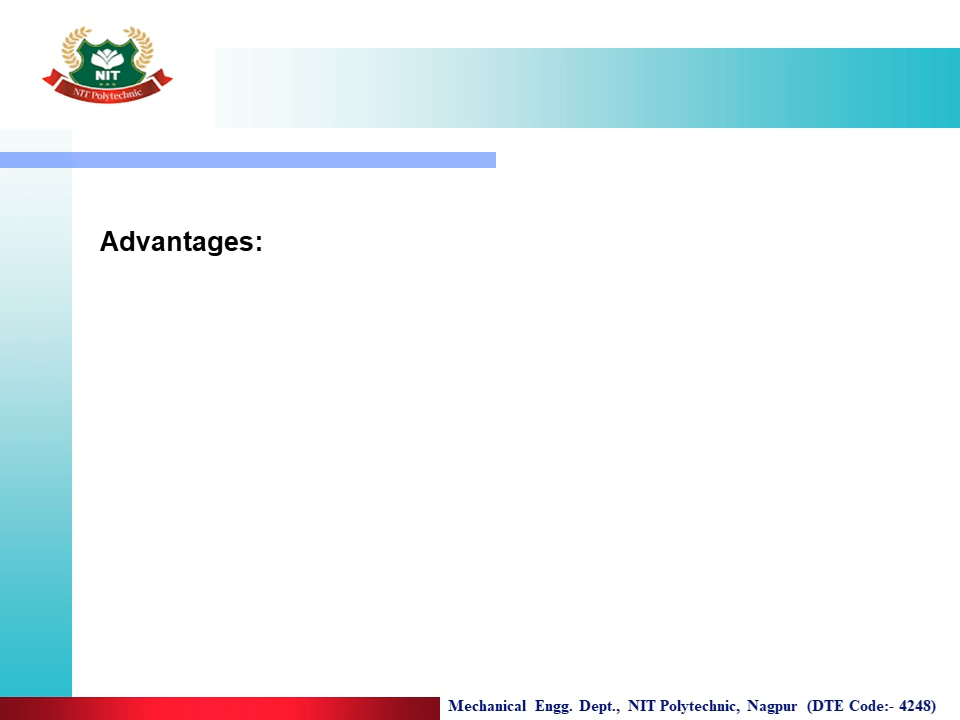 NIT
NIT Polytechnic
Advantages:
Mechanical Engg. Dept., NIT Polytechnic, Nagpur (DTE Code:- 4248)